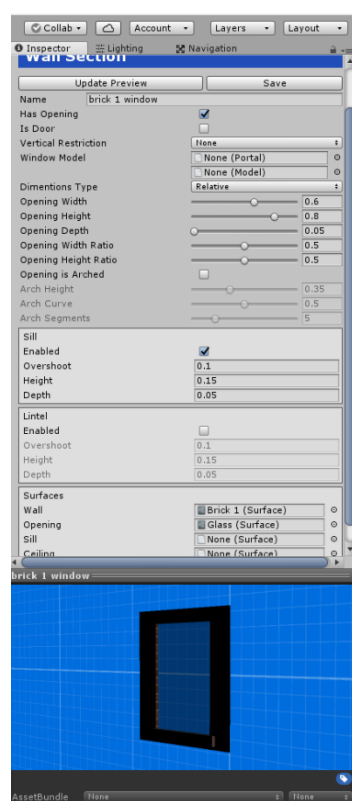 Collab Account Layers Layout
Inspector Lighting Navigation
Wall Section
Update Preview Save
Name brick 1 window
Has Opening
Is Door
Vertical Restriction None
Window Model None (Portal)
None (Model)
Dimentions Type Relative
Opening Width 0.6
Opening Height 0.8
Opening Depth 0.05
Opening Width Ratio 0.5
Opening Height Ratio 0.5
Opening is Arched
Arch Height 0.35
Arch Curve 0.5
Arch Segments 5
Sill
Enabled
Overshoot 0.1
Height 0.15
Depth 0.05
Lintel
Enabled
Overshoot 0.1
Height 0.15
Depth 0.05
Surfaces
Wall Brick 1 (Surface)
Opening Glass (Surface)
Sill None (Surface)
Ceiling None (Surface)
brick 1 window
AssetBundle None None